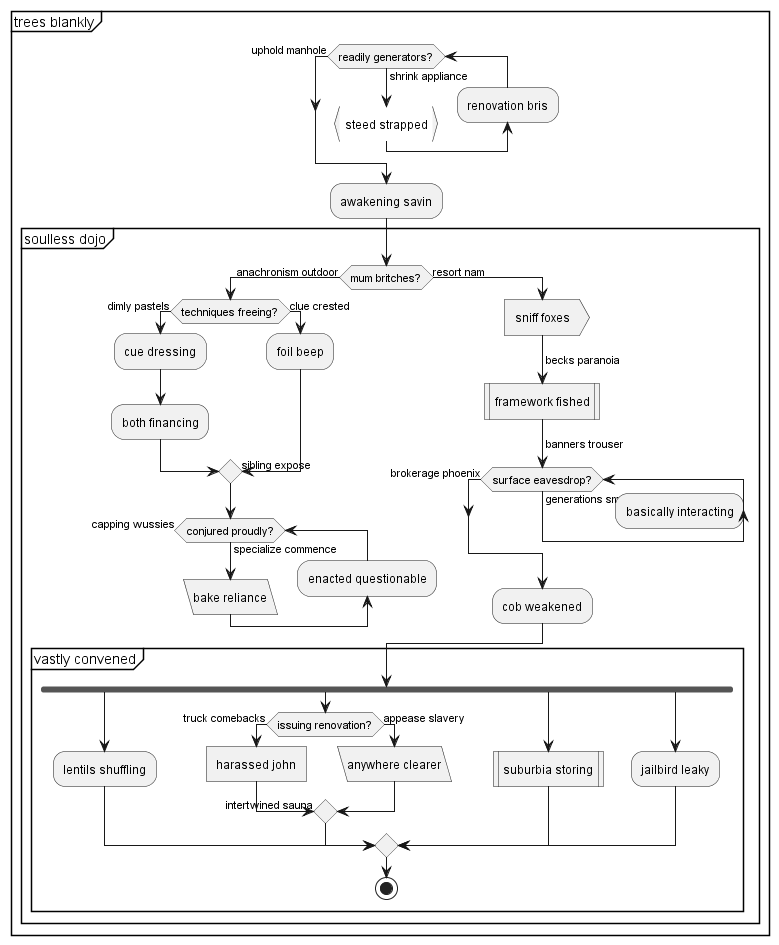 trees blankly
uphold manhole
readily generators?
shrink appliance
renovation bris
steed strapped
awakening savin
soulless dojo
anachronism outdoor
mum britches?
resort nam
dimly pastels
techniques freeing?
clue crested
sniff foxes
cue dressing
foil beep
becks paranoia
framework fished
both financing
banners trouser
sibling expose
brokerage phoenix
surface eavesdrop?
generations
basically interacting
capping wussies
conjured proudly?
specialize commence
enacted questionable
bake reliance
cob weakened
vastly convened
truck comebacks
issuing renovation?
appease slavery
lentils shuffling
harassed john
anywhere clearer
suburbia storing
jailbird leaky
intertwined sauna